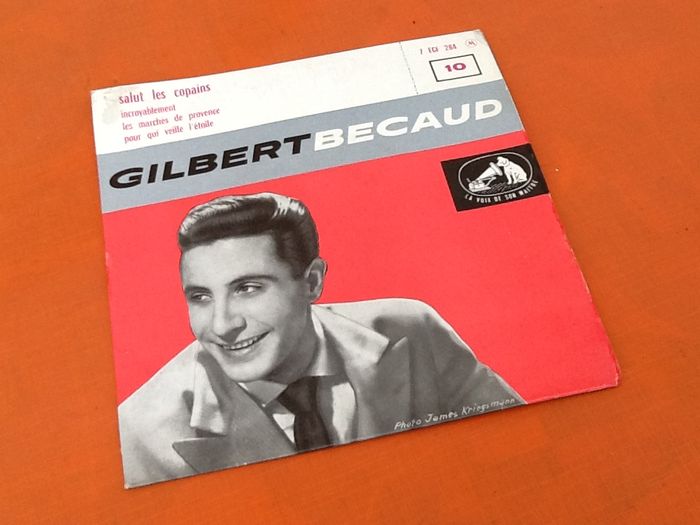 salut les copains
incroyablement
les marches de provence
pour qui veille l'étoile
7 EGF 284 M
10
GILBERT BECAUD
LA VOIX DE SON MAITRE
Photo James Kriegsmann